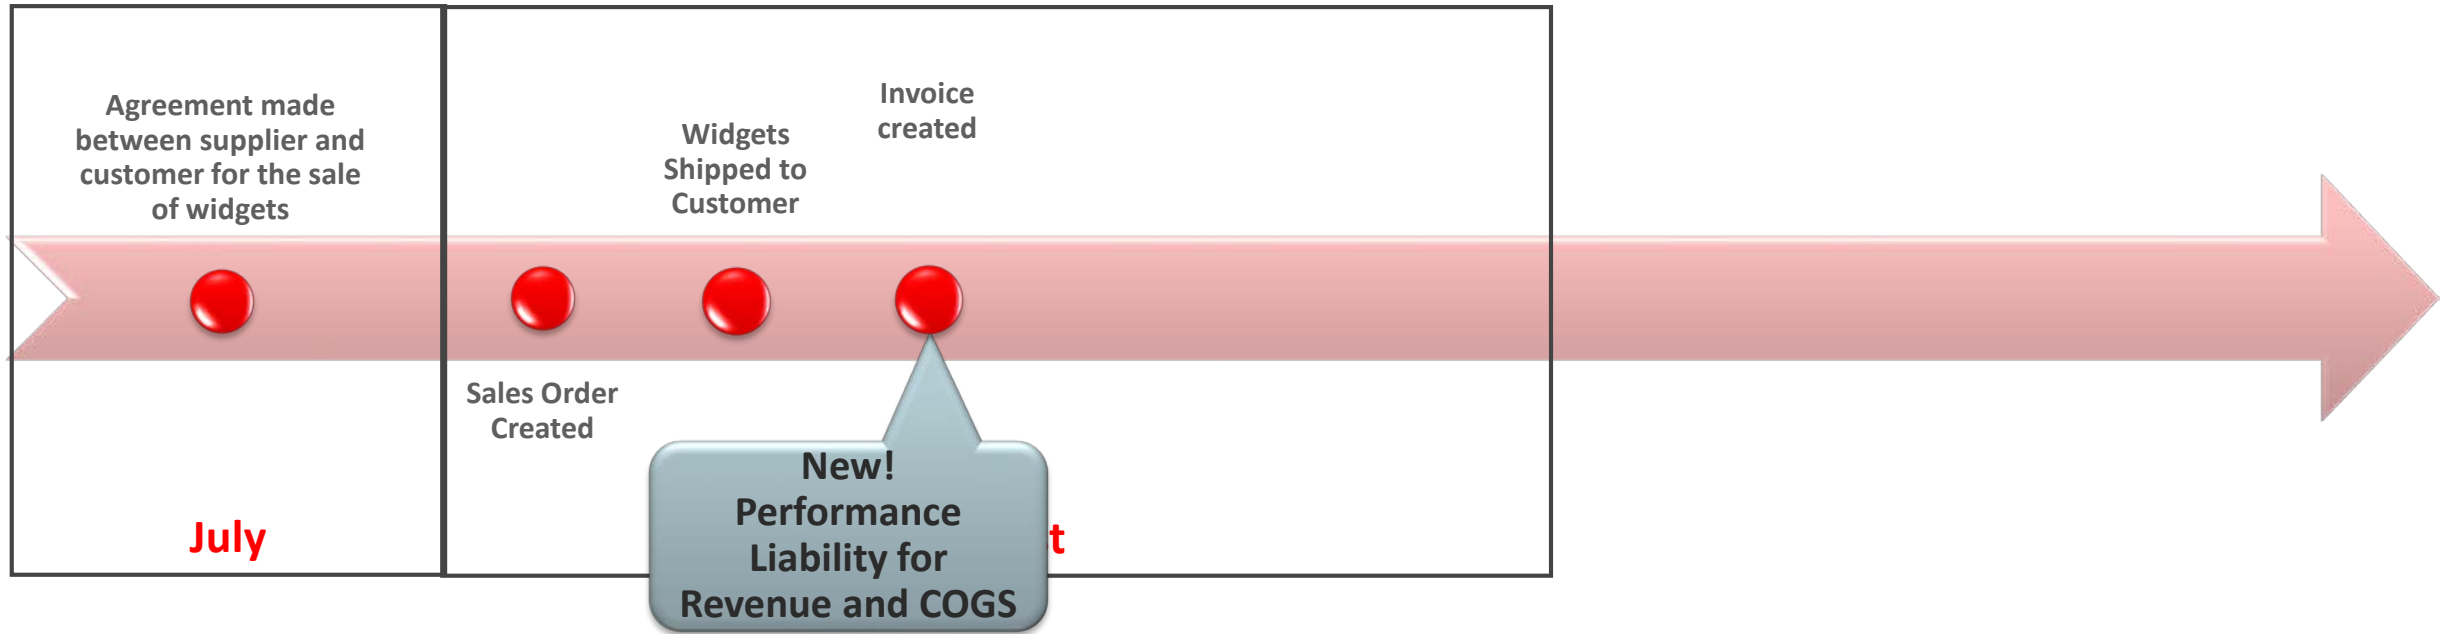 Agreement made
between supplier and
customer for the sale
of widgets
Widgets
Shipped to
Customer
Invoice
created
Sales Order
Created
New!
Performance
Liability for
Revenue and COGS
July